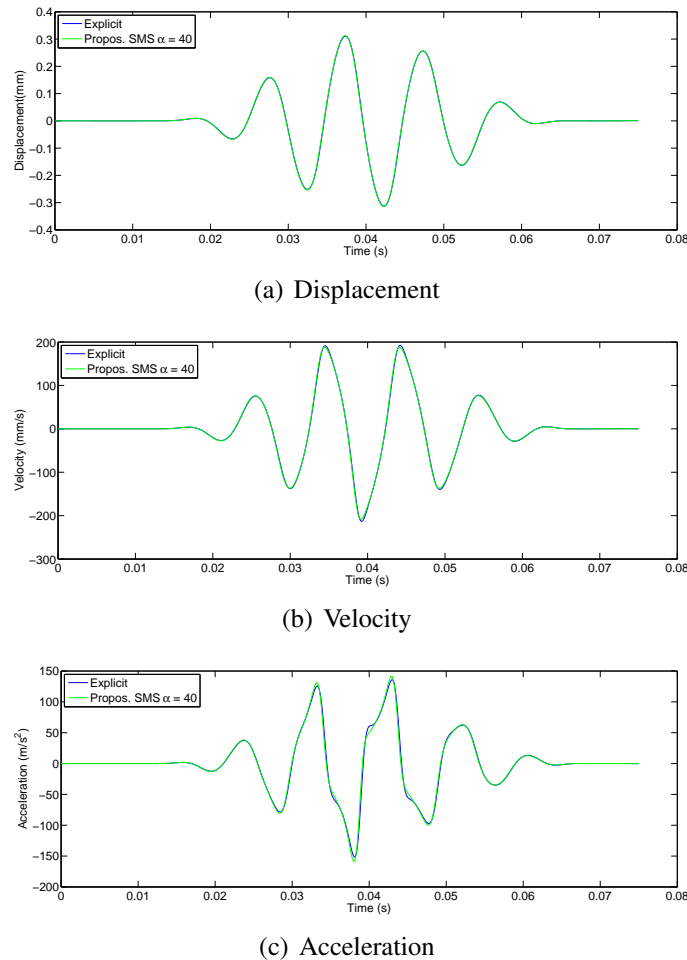 0.4
0.3
0.2
0.1
0
−0.1
−0.2
−0.3
−0.4
Displacement(mm)
Explicit
Propos. SMS α = 40
0 0.01 0.02 0.03 0.04 0.05 0.06 0.07 0.08
Time (s)
(a) Displacement
200
100
0
−100
−200
−300
Velocity (mm/s)
Explicit
Propos. SMS α = 40
0 0.01 0.02 0.03 0.04 0.05 0.06 0.07 0.08
Time (s)
(b) Velocity
150
100
50
0
−50
−100
−150
−200
Acceleration (m/s²)
Explicit
Propos. SMS α = 40
0 0.01 0.02 0.03 0.04 0.05 0.06 0.07 0.08
Time (s)
(c) Acceleration